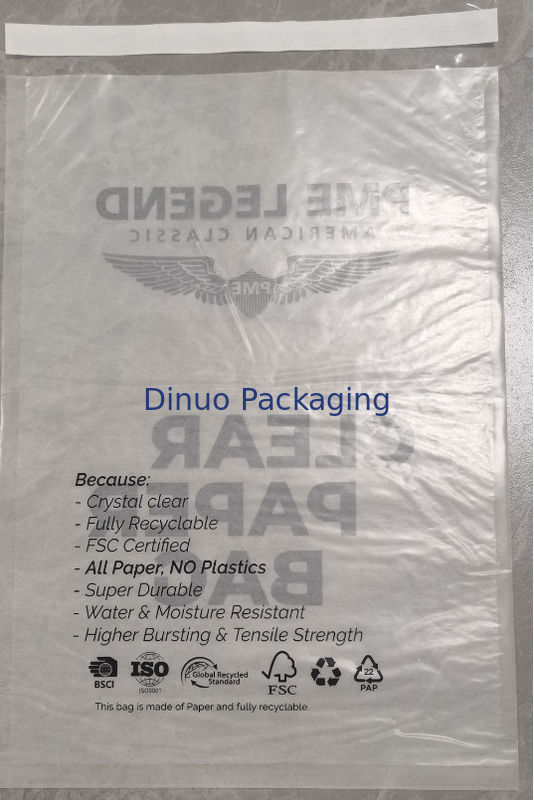 PME LEGEND
AMERICAN CLASSIC
PME
Dinuo Packaging
CLEAR
PAPER
BAG
Because:
- Crystal clear
- Fully Recyclable
- FSC Certified
- All Paper, NO Plastics
- Super Durable
- Water & Moisture Resistant
- Higher Bursting & Tensile Strength
BSCI
ISO
ISO9001
Global Recycled
Standard
FSC
22
PAP
This bag is made of Paper and fully recyclable.